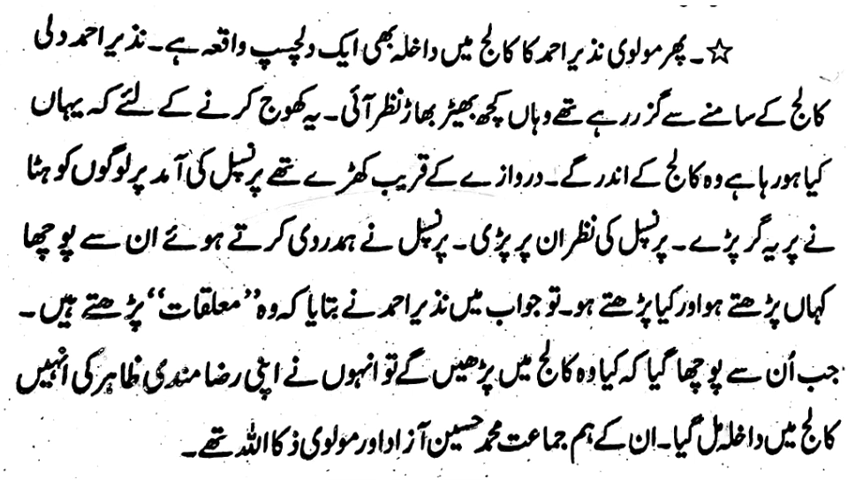 ☆۔ پھر مولوی نذیر احمد کا کالج میں داخلہ بھی ایک دلچسپ واقعہ ہے۔ نذیر احمد دلی
کالج کے سامنے سے گزر رہے تھے وہاں کچھ بھیڑ بھاڑ نظر آئی۔ یہ کھوج کرنے کے لئے کہ یہاں
کیا ہو رہا ہے وہ کالج کے اندر گے۔ دروازے کے قریب کھڑے تھے پرنسپل کی آمد پر لوگوں کو ہٹا
نے پر یہ گر پڑے۔ پرنسپل کی نظر ان پر پڑی۔ پرنسپل نے ہمدردی کرتے ہوئے ان سے پوچھا
کہاں پڑھتے ہو اور کیا پڑھتے ہو۔ تو جواب میں نذیر احمد نے بتایا کہ وہ ”معلقات“ پڑھتے ہیں۔
جب اُن سے پوچھا گیا کہ کیا وہ کالج میں پڑھیں گے تو انہوں نے اپنی رضا مندی ظاہر کی انہیں
کالج میں داخلہ مل گیا۔ ان کے ہم جماعت محمد حسین آزاد اور مولوی ذکا اللہ تھے۔